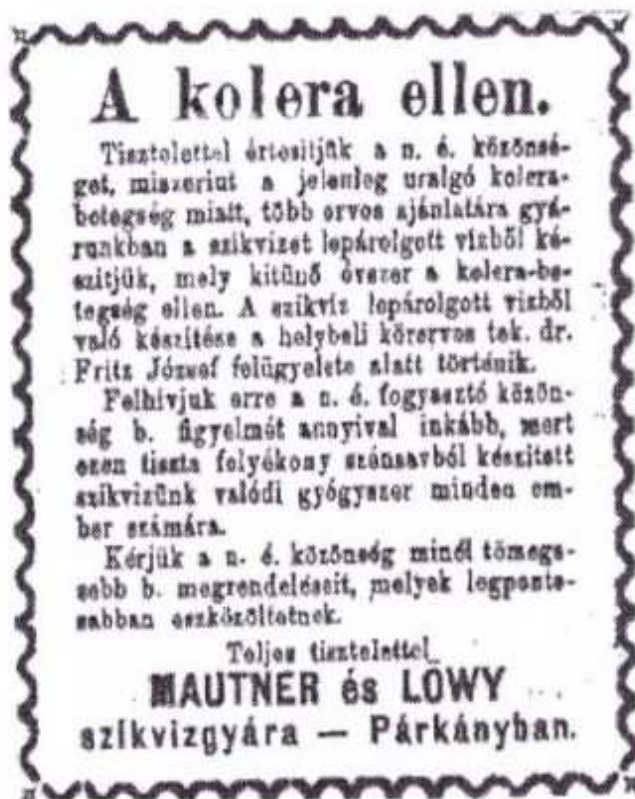 A kolera ellen.
Tisztelettel értesitjük a n. é. közönsé-
get, miszerint a jelenleg uralgó kolera-
betegség miatt, több orvos ajánlatára gyá-
runkban a szikvizet lepárolgott vizből ké-
szitjük, mely kitünő óvszer a kolera-be-
tegség ellen. A szikviz lepárolgott vizből
való készitése a helybeli körorvos tek. dr.
Fritz József felügyelete alatt történik.
Felhivjuk erre a n. é. fogyasztó közön-
ség b. figyelmét annyival inkább, mert
ezen tiszta folyékony szénsavból készitett
szikvizünk valódi gyógyszer minden em-
ber számára.
Kérjük a n. é. közönség minél tömege-
sebb b. megrendeléseit, melyek legponto-
sabban eszközöltetnek.
Teljes tisztelettel
MAUTNER és LÖWY
szikvizgyára — Párkányban.